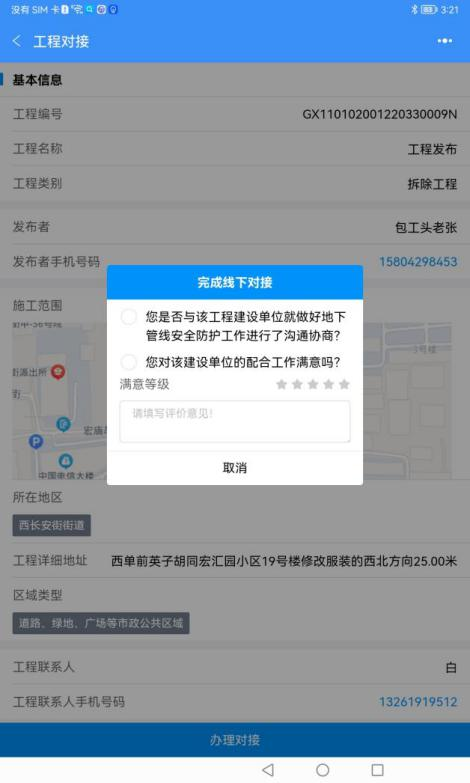 没有 SIM 卡
3:21
工程对接
基本信息
工程编号
GX110102001220330009N
工程名称
工程发布
工程类别
拆除工程
发布者
包工头老张
发布者手机号码
15804298453
完成线下对接
您是否与该工程建设单位就做好地下
管线安全防护工作进行了沟通协商？
您对该建设单位的配合工作满意吗？
满意等级
请填写评价意见！
取消
施工范围
3号楼
街派出所
街
宏庙
P
中国电信大楼
所在地区
西长安街街道
工程详细地址
西单前英子胡同宏汇园小区19号楼修改服装的西北方向25.00米
区域类型
道路、绿地、广场等市政公共区域
工程联系人
白
工程联系人手机号码
13261919512
办理对接